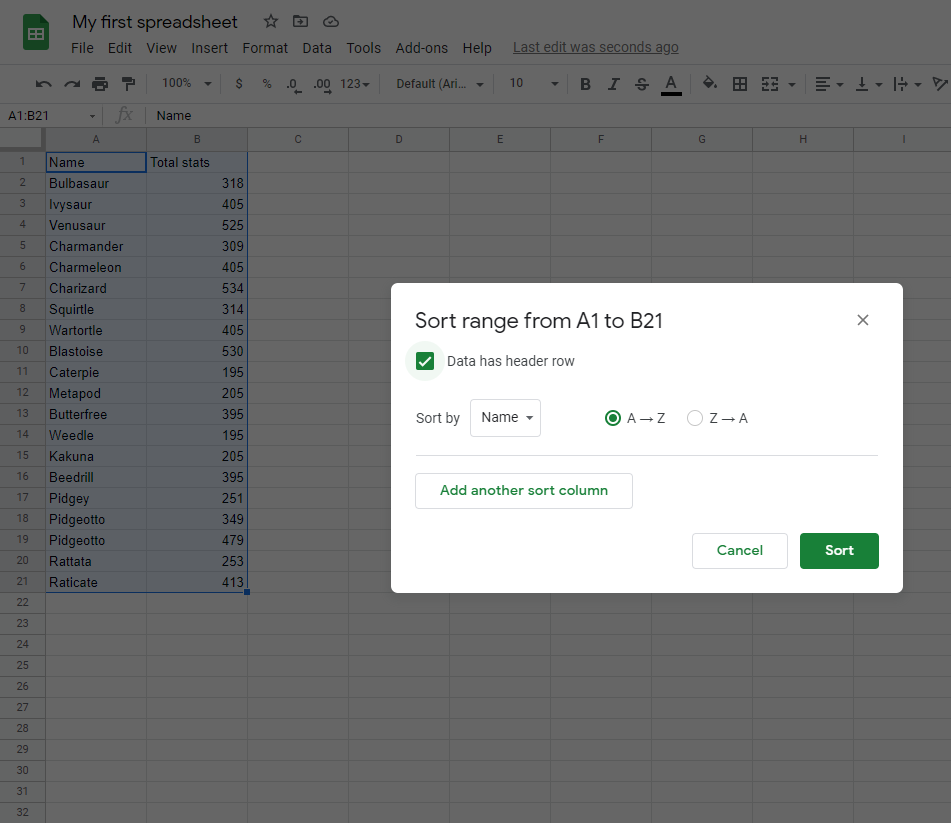 My first spreadsheet
File Edit View Insert Format Data Tools Add-ons Help Last edit was seconds ago
100% $ % .0 .00 123 Default (Ari... 10 B I S A
A1:B21 fx Name
A B C D E F G H I
1 Name Total stats
2 Bulbasaur 318
3 Ivysaur 405
4 Venusaur 525
5 Charmander 309
6 Charmeleon 405
7 Charizard 534
8 Squirtle 314
9 Wartortle 405
10 Blastoise 530
11 Caterpie 195
12 Metapod 205
13 Butterfree 395
14 Weedle 195
15 Kakuna 205
16 Beedrill 395
17 Pidgey 251
18 Pidgeotto 349
19 Pidgeotto 479
20 Rattata 253
21 Raticate 413
22
23
24
25
26
27
28
29
30
31
32
Sort range from A1 to B21
Data has header row
Sort by Name A → Z Z → A
Add another sort column
Cancel Sort